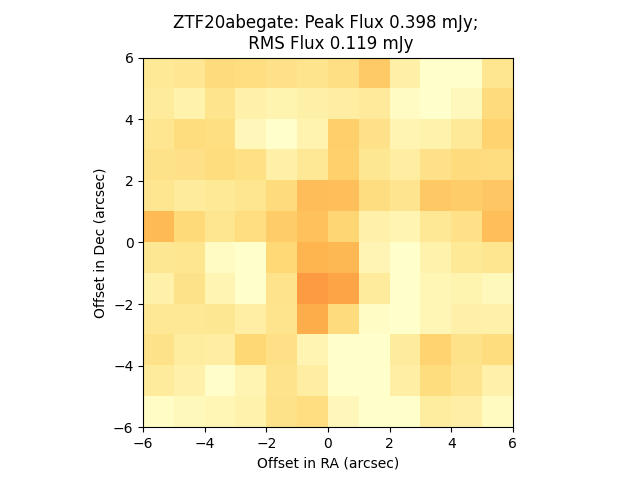 ZTF20abegate: Peak Flux 0.398 mJy;
RMS Flux 0.119 mJy
6
4
2
0
−2
−4
−6
Offset in Dec (arcsec)
−6 −4 −2 0 2 4 6
Offset in RA (arcsec)